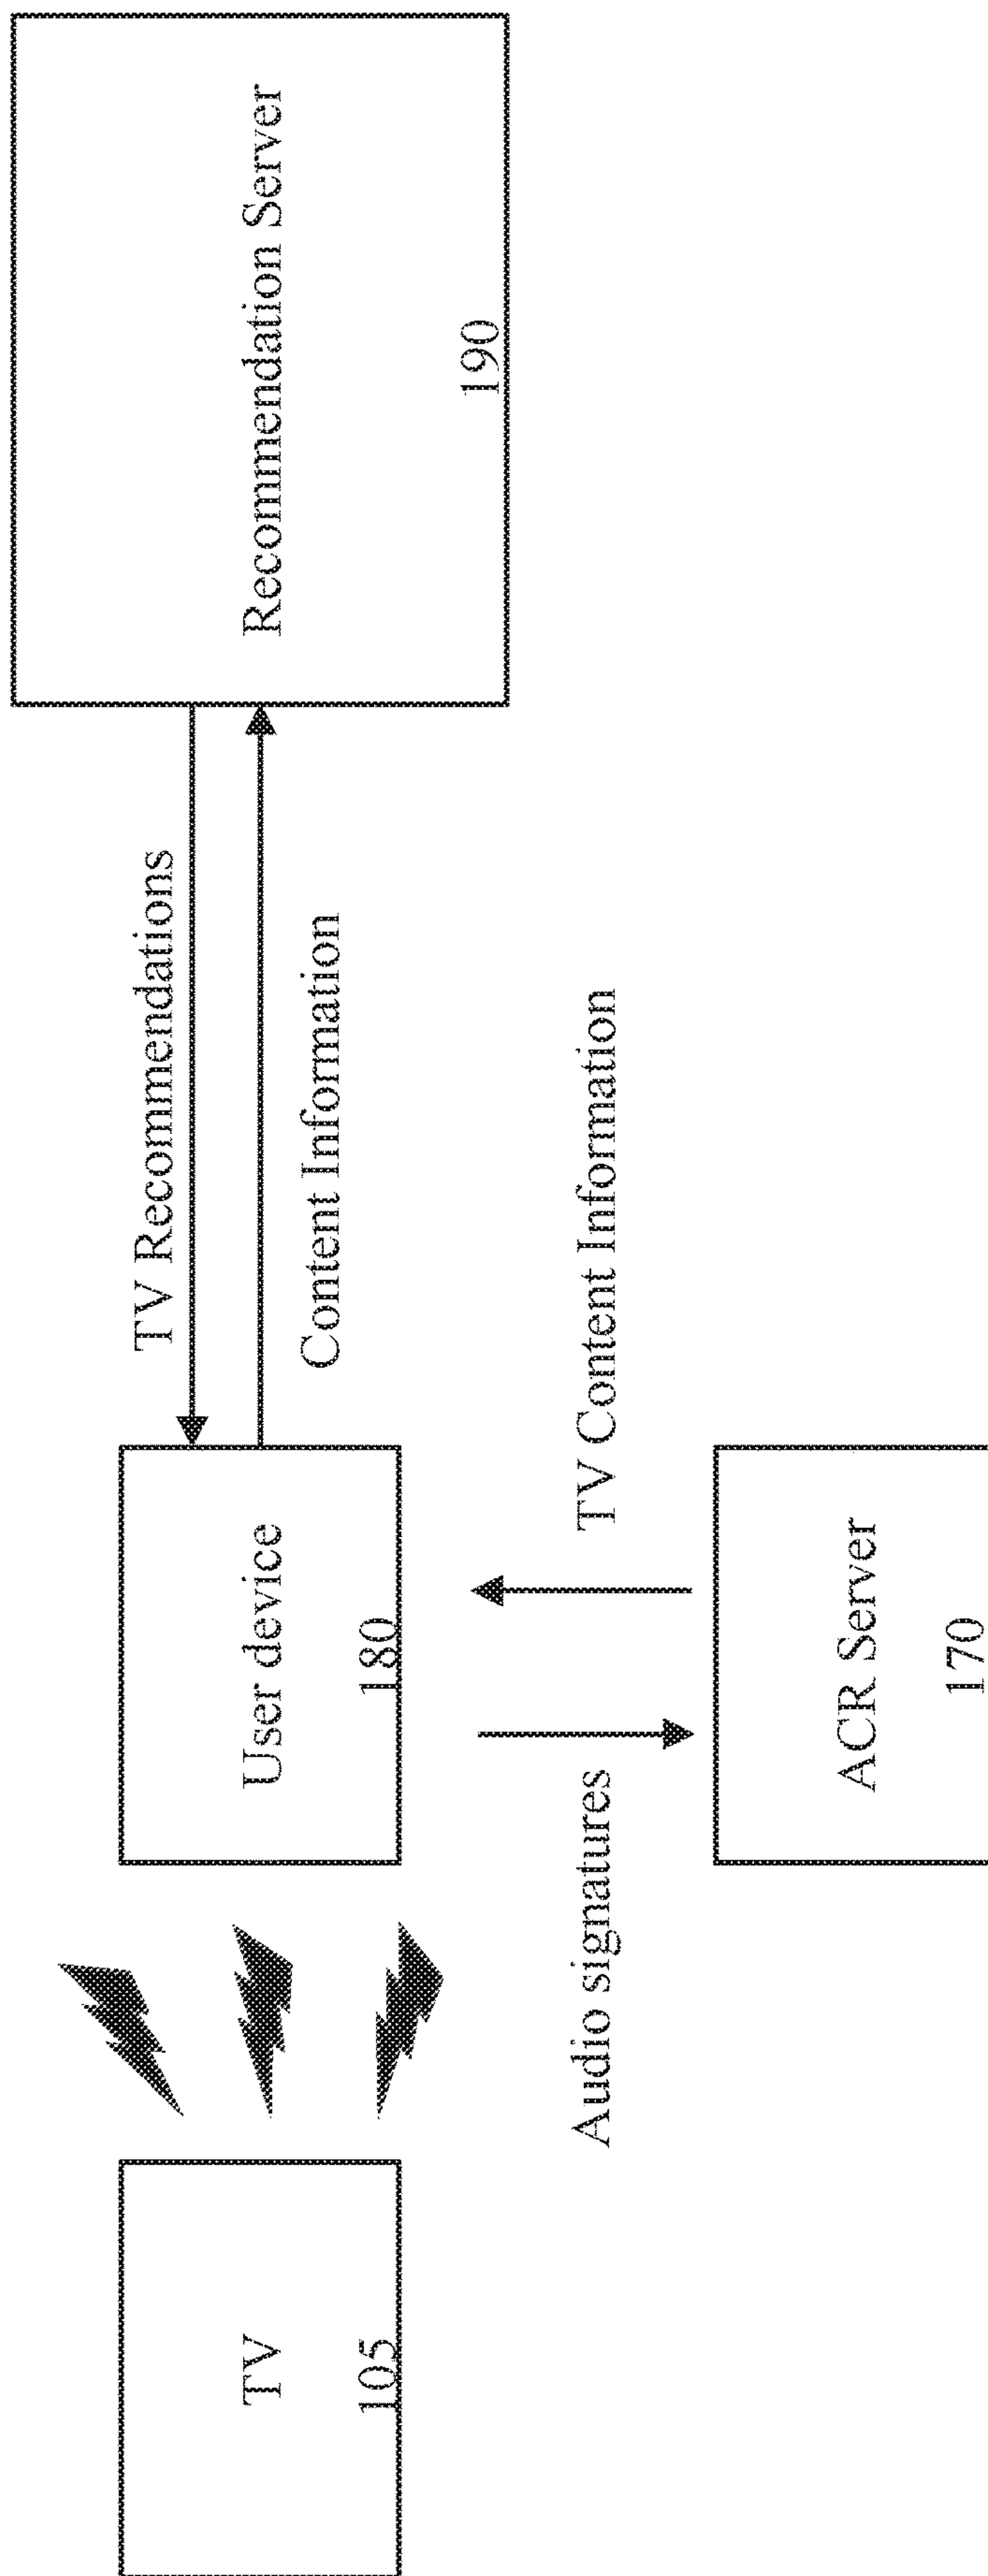 TV
105
User device
180
TV Recommendations
Content Information
Recommendation Server
190
Audio signatures
TV Content Information
ACR Server
170